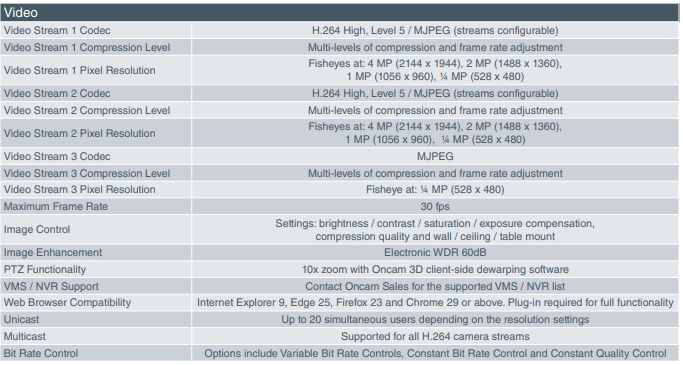 Video
Video Stream 1 Codec H.264 High, Level 5 / MJPEG (streams configurable)
Video Stream 1 Compression Level Multi-levels of compression and frame rate adjustment
Video Stream 1 Pixel Resolution Fisheyes at: 4 MP (2144 x 1944), 2 MP (1488 x 1360),
1 MP (1056 x 960), ¼ MP (528 x 480)
Video Stream 2 Codec H.264 High, Level 5 / MJPEG (streams configurable)
Video Stream 2 Compression Level Multi-levels of compression and frame rate adjustment
Video Stream 2 Pixel Resolution Fisheyes at: 4 MP (2144 x 1944), 2 MP (1488 x 1360),
1 MP (1056 x 960), ¼ MP (528 x 480)
Video Stream 3 Codec MJPEG
Video Stream 3 Compression Level Multi-levels of compression and frame rate adjustment
Video Stream 3 Pixel Resolution Fisheye at: ¼ MP (528 x 480)
Maximum Frame Rate 30 fps
Image Control Settings: brightness / contrast / saturation / exposure compensation,
compression quality and wall / ceiling / table mount
Image Enhancement Electronic WDR 60dB
PTZ Functionality 10x zoom with Oncam 3D client-side dewarping software
VMS / NVR Support Contact Oncam Sales for the supported VMS / NVR list
Web Browser Compatibility Internet Explorer 9, Edge 25, Firefox 23 and Chrome 29 or above. Plug-in required for full functionality
Unicast Up to 20 simultaneous users depending on the resolution settings
Multicast Supported for all H.264 camera streams
Bit Rate Control Options include Variable Bit Rate Controls, Constant Bit Rate Control and Constant Quality Control